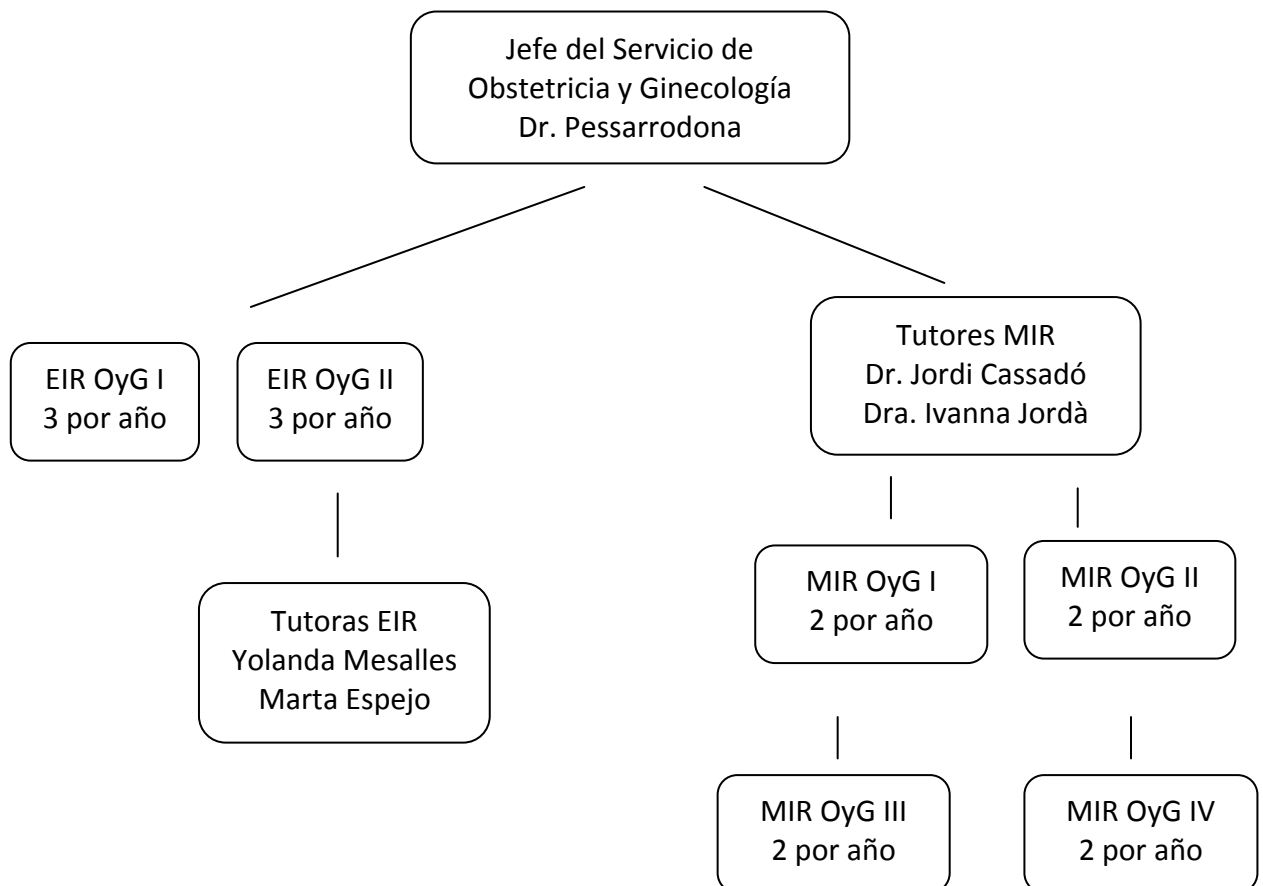 Jefe del Servicio de
Obstetricia y Ginecología
Dr. Pessarrodona
EIR OyG I
3 por año
EIR OyG II
3 por año
Tutores MIR
Dr. Jordi Cassadó
Dra. Ivanna Jordà
Tutoras EIR
Yolanda Mesalles
Marta Espejo
MIR OyG I
2 por año
MIR OyG II
2 por año
MIR OyG III
2 por año
MIR OyG IV
2 por año